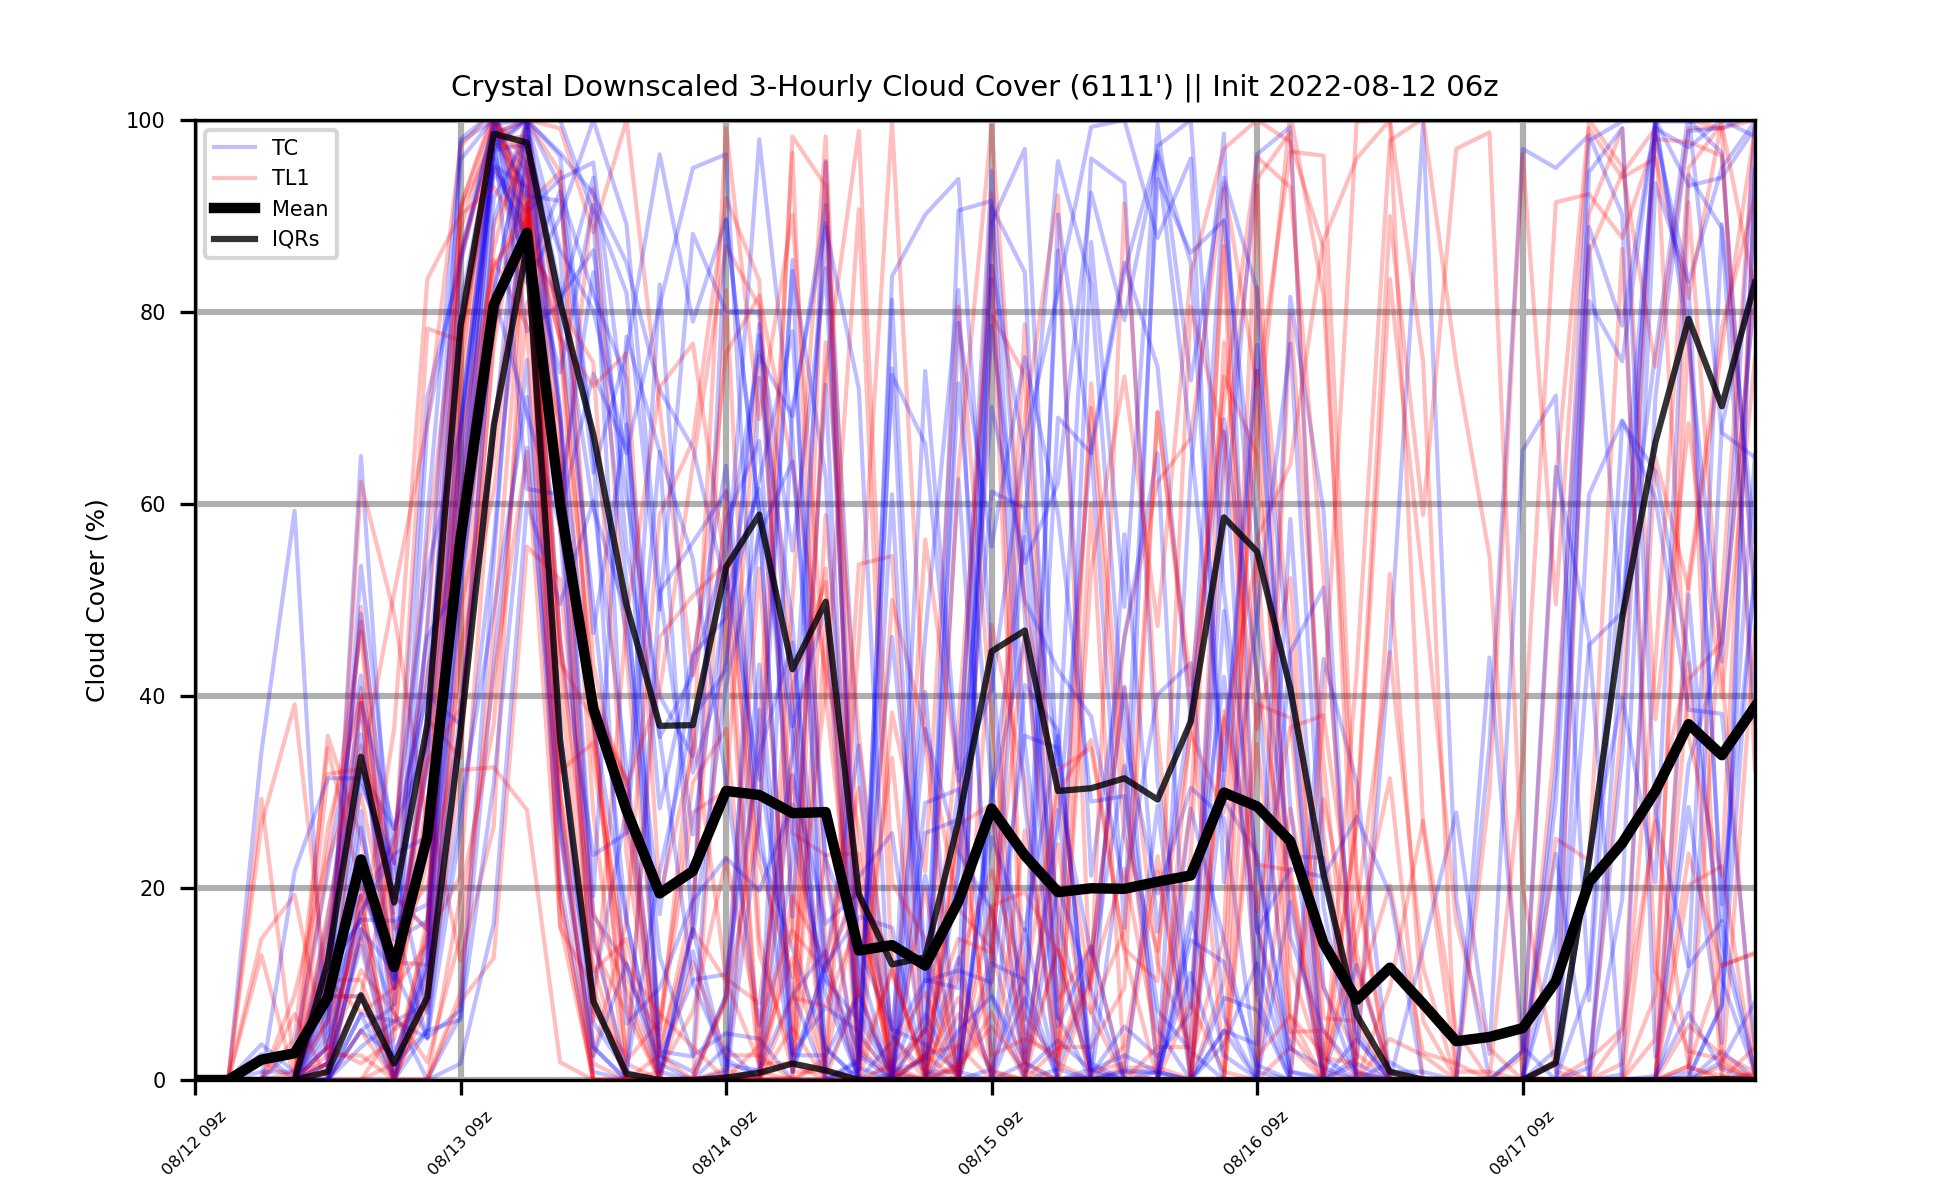 Crystal Downscaled 3-Hourly Cloud Cover (6111') || Init 2022-08-12 06z
TC
TL1
Mean
IQRs
Cloud Cover (%)
100
80
60
40
20
0
08/12 09z
08/13 09z
08/14 09z
08/15 09z
08/16 09z
08/17 09z